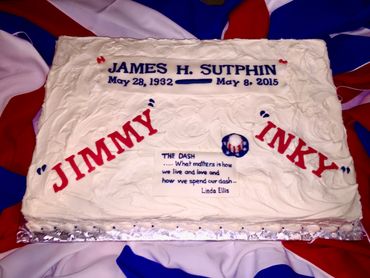 "JAMES H. SUTPHIN"
May 28, 1932 — May 8, 2015
"JIMMY"
"INKY"
THE DASH
..... What matters is how
we live and love and
how we spend our dash...
Linda Ellis